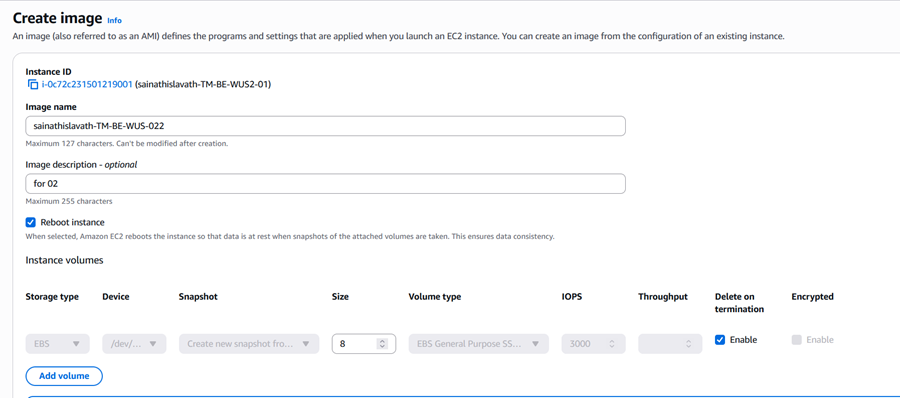 Create image Info
An image (also referred to as an AMI) defines the programs and settings that are applied when you launch an EC2 instance. You can create an image from the configuration of an existing instance.
Instance ID
i-0c72c231501219001 (sainathislavath-TM-BE-WUS2-01)
Image name
sainathislavath-TM-BE-WUS-022
Maximum 127 characters. Can't be modified after creation.
Image description - optional
for 02
Maximum 255 characters
Reboot instance
When selected, Amazon EC2 reboots the instance so that data is at rest when snapshots of the attached volumes are taken. This ensures data consistency.
Instance volumes
Storage type Device Snapshot Size Volume type IOPS Throughput Delete on termination Encrypted
EBS /dev/... Create new snapshot fro... 8 EBS General Purpose SS... 3000 Enable Enable
Add volume